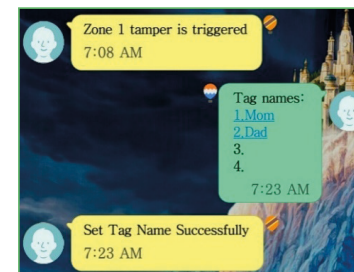 Zone 1 tamper is triggered
7:08 AM
Tag names:
1.Mom
2.Dad
3.
4.
7:23 AM
Set Tag Name Successfully
7:23 AM